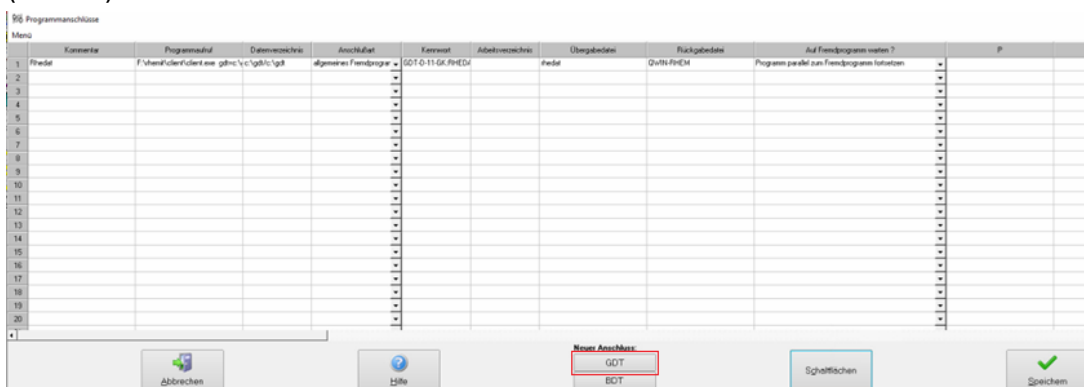 Programmanschlüsse
Menü
Kommentar Programmaufruf Datenverzeichnis Anschlußart Kennwort Arbeitsverzeichnis Übergabedatei Rückgabedatei Auf Fremdprogramm warten ? P
1 Rhedat F:\rhemit\client\client.exe gdt=c:\ c:\gdt/c:\gdt allgemeines Fremdprograr GDT-0-11-GK;RHEDA rhedat QWIN-RHEM Programm parallel zum Fremdprogramm fortsetzen
2
3
4
5
6
7
8
9
10
11
12
13
14
15
16
17
18
19
20
Neuer Anschluss:
GDT
Abbrechen Hilfe BDT Schaltflächen Speichern